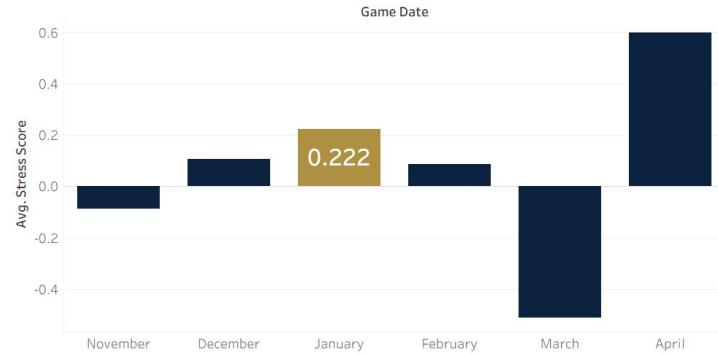 Game Date
Avg. Stress Score
0.6
0.4
0.2
0.0
-0.2
-0.4
0.222
November
December
January
February
March
April